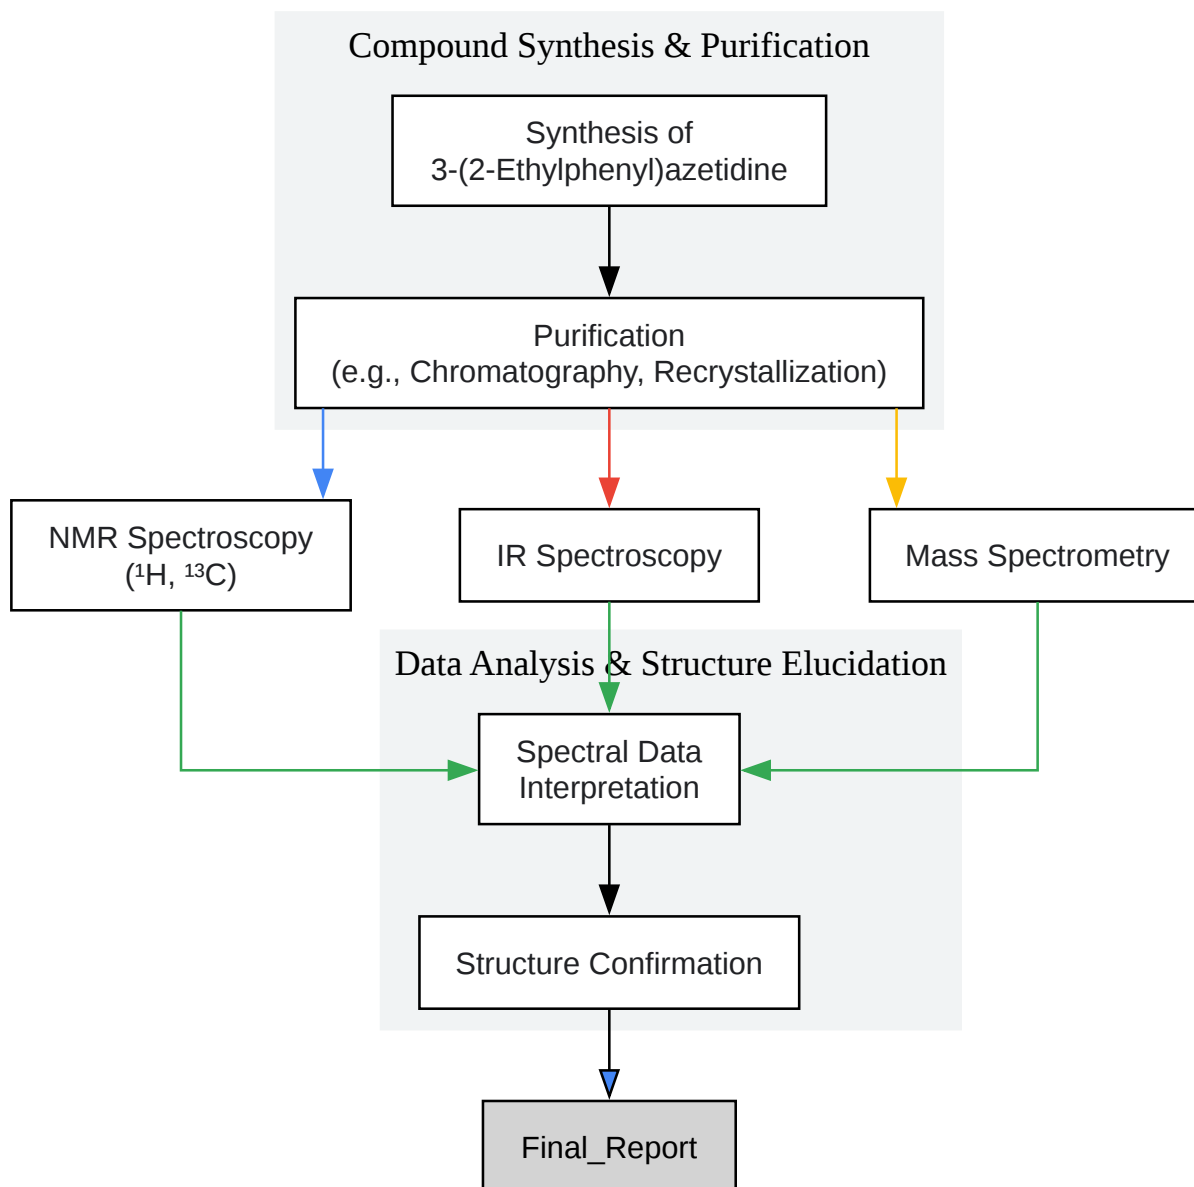 Compound Synthesis & Purification
Synthesis of
3-(2-Ethylphenyl)azetidine
Purification
(e.g., Chromatography, Recrystallization)
NMR Spectroscopy
(¹H, ¹³C)
IR Spectroscopy
Mass Spectrometry
Data Analysis & Structure Elucidation
Spectral Data
Interpretation
Structure Confirmation
Final_Report